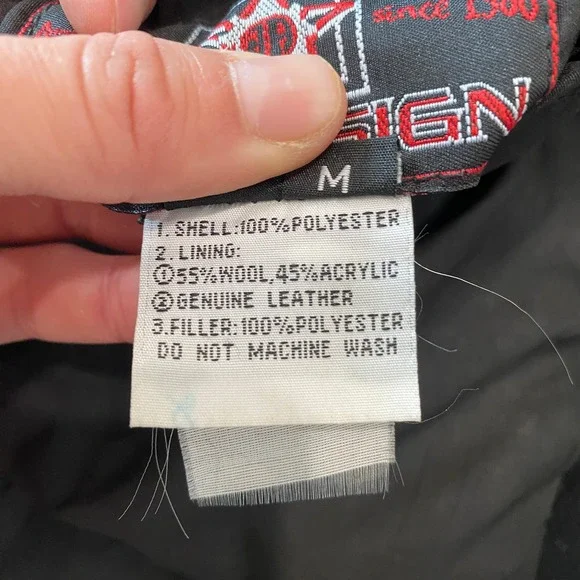 since 1980
SIGN
M
1. SHELL:100%POLYESTER
2. LINING:
①55%WOOL,45%ACRYLIC
②GENUINE LEATHER
3.FILLER:100%POLYESTER
DO NOT MACHINE WASH